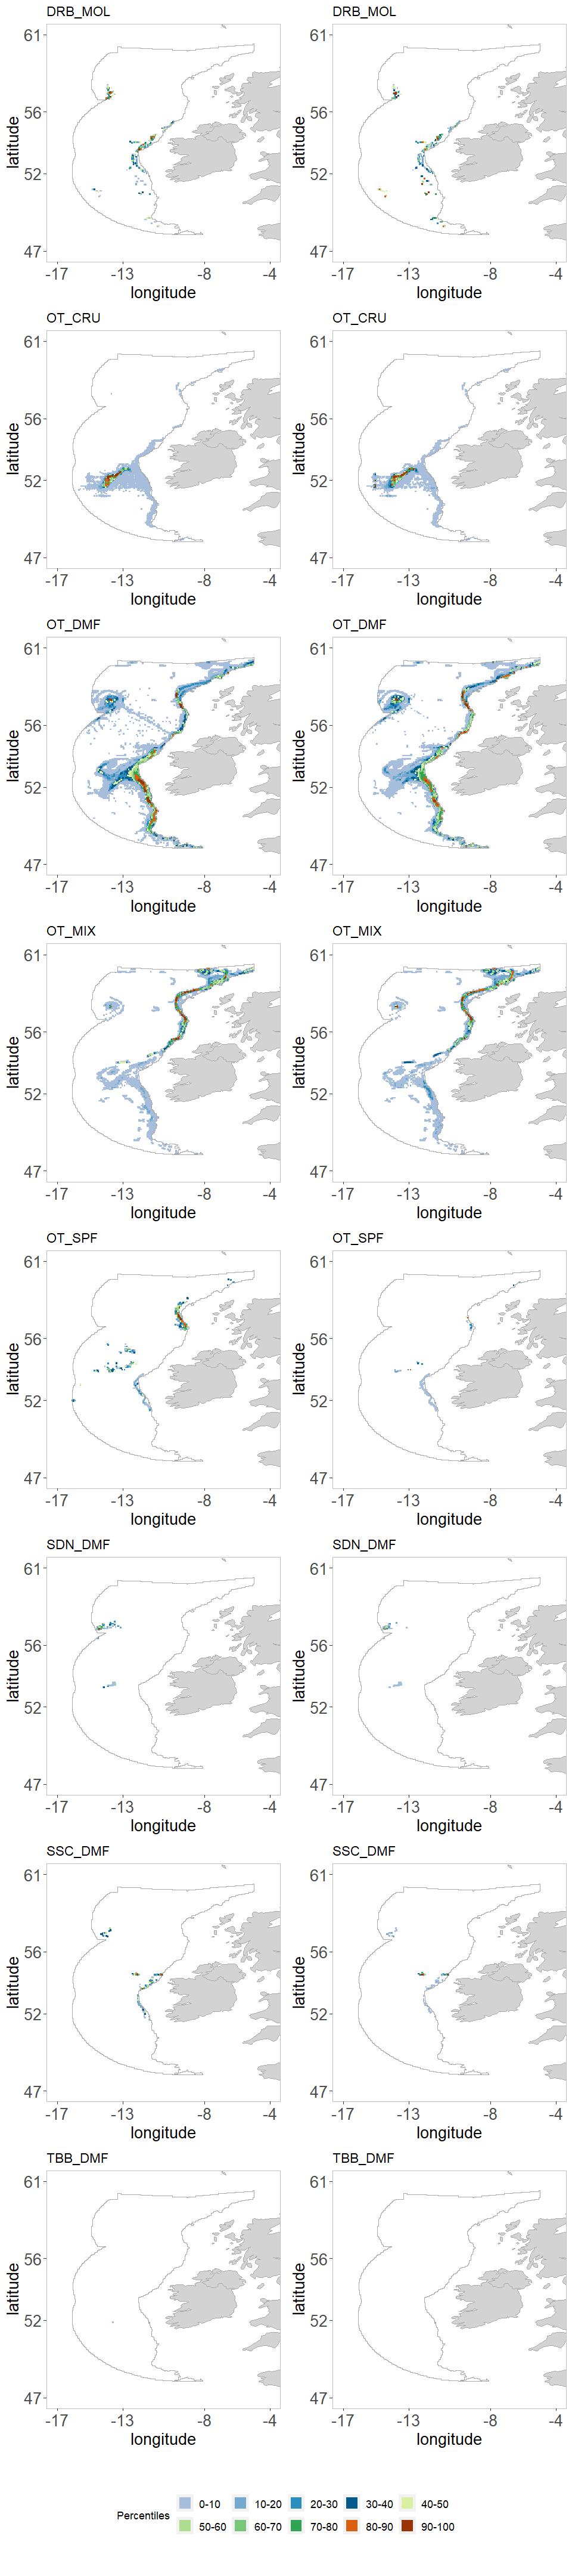 DRB_MOL DRB_MOL
61 61
56 56
52 52
47 47
latitude latitude
-17 -13 -8 -4 -17 -13 -8 -4
longitude longitude
OT_CRU OT_CRU
61 61
56 56
52 52
47 47
latitude latitude
-17 -13 -8 -4 -17 -13 -8 -4
longitude longitude
OT_DMF OT_DMF
61 61
56 56
52 52
47 47
latitude latitude
-17 -13 -8 -4 -17 -13 -8 -4
longitude longitude
OT_MIX OT_MIX
61 61
56 56
52 52
47 47
latitude latitude
-17 -13 -8 -4 -17 -13 -8 -4
longitude longitude
OT_SPF OT_SPF
61 61
56 56
52 52
47 47
latitude latitude
-17 -13 -8 -4 -17 -13 -8 -4
longitude longitude
SDN_DMF SDN_DMF
61 61
56 56
52 52
47 47
latitude latitude
-17 -13 -8 -4 -17 -13 -8 -4
longitude longitude
SSC_DMF SSC_DMF
61 61
56 56
52 52
47 47
latitude latitude
-17 -13 -8 -4 -17 -13 -8 -4
longitude longitude
TBB_DMF TBB_DMF
61 61
56 56
52 52
47 47
latitude latitude
-17 -13 -8 -4 -17 -13 -8 -4
longitude longitude
Percentiles
0-10 10-20 20-30 30-40 40-50
50-60 60-70 70-80 80-90 90-100